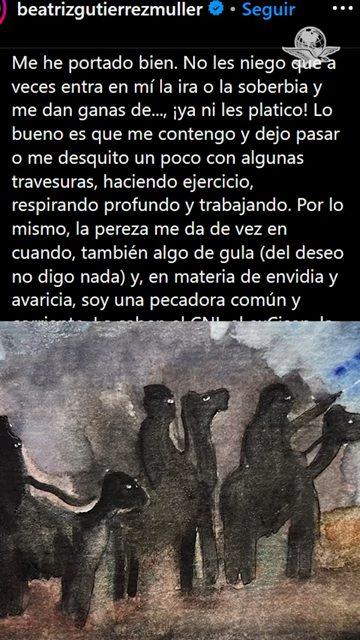 beatrizgutierrezmuller • Seguir
Me he portado bien. No les niego que a
veces entra en mí la ira o la soberbia y
me dan ganas de..., ¡ya ni les platico! Lo
bueno es que me contengo y dejo pasar
o me desquito un poco con algunas
travesuras, haciendo ejercicio,
respirando profundo y trabajando. Por lo
mismo, la pereza me da de vez en
cuando, también algo de gula (del deseo
no digo nada) y, en materia de envidia y
avaricia, soy una pecadora común y